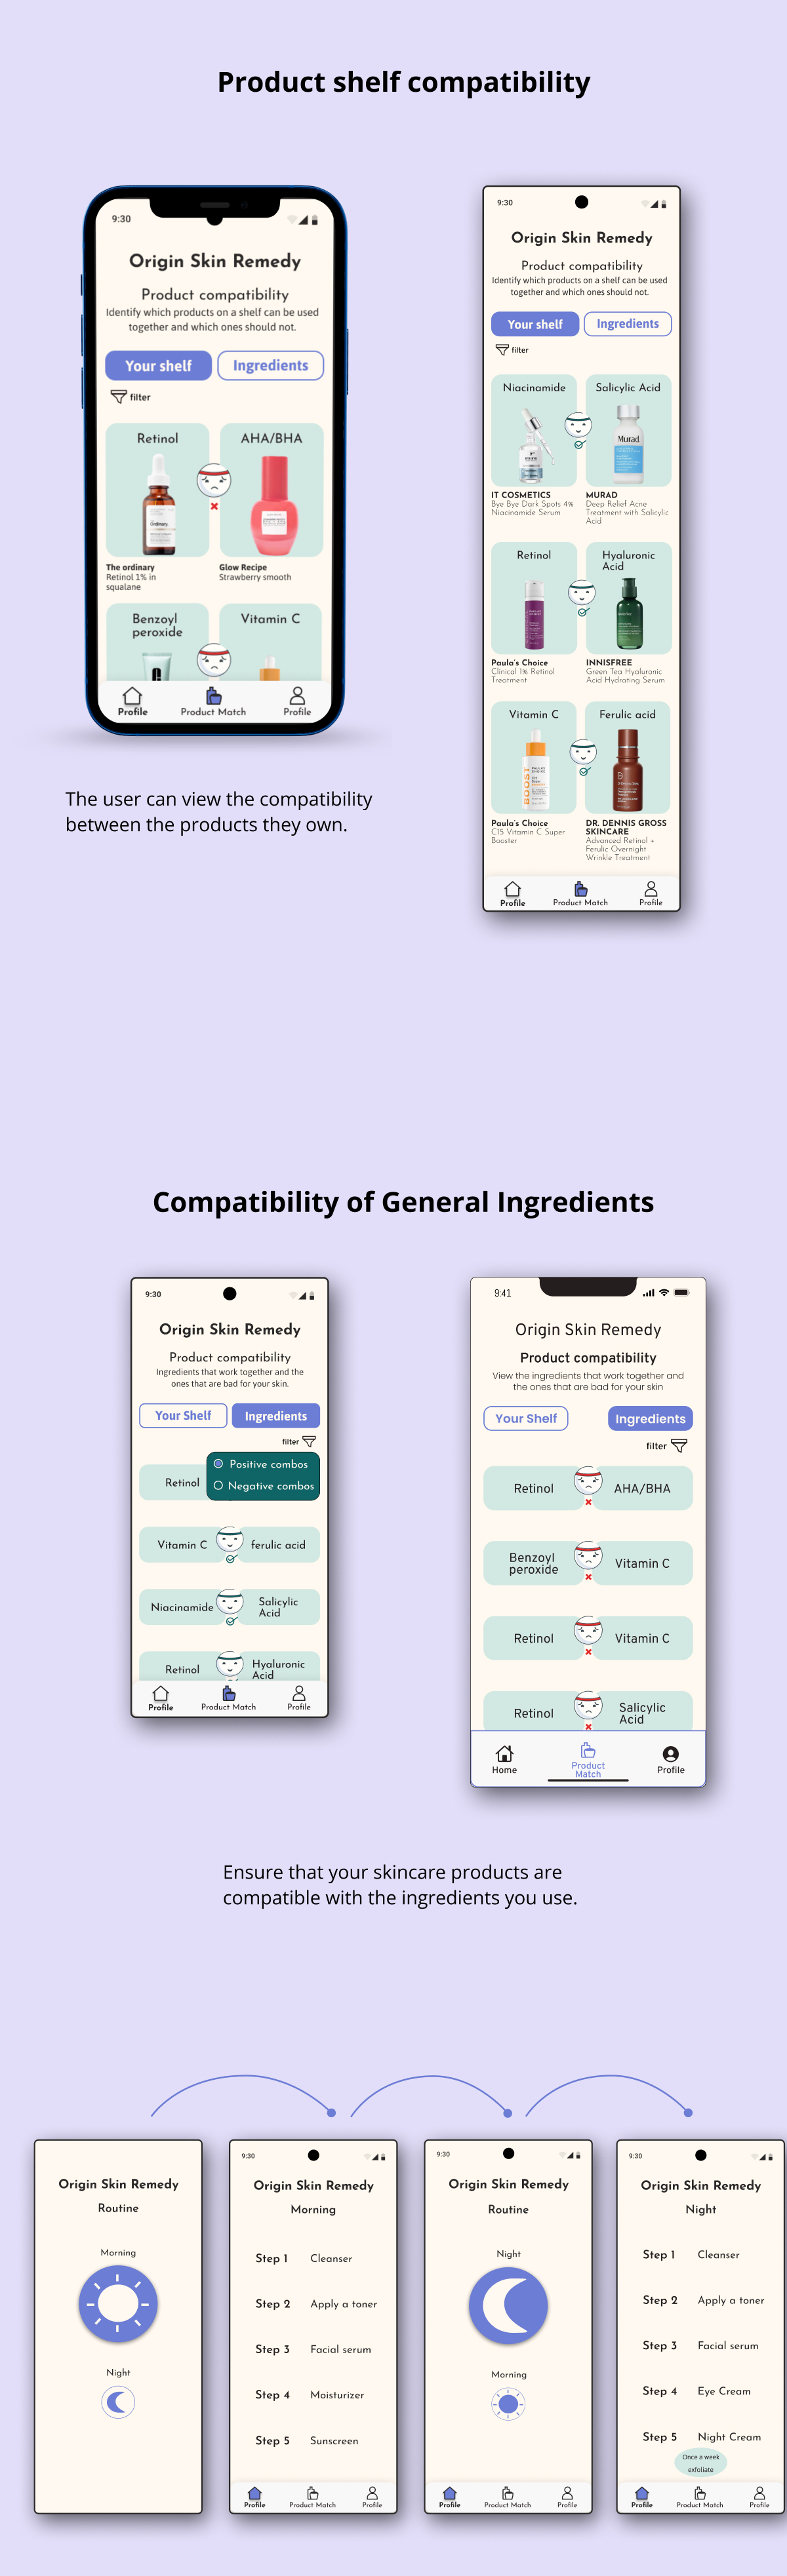 Product shelf compatibility
9:30
Origin Skin Remedy
Product compatibility
Identify which products on a shelf can be used
together and which ones should not.
Your shelf
Ingredients
filter
Retinol
AHA/BHA
The ordinary
Retinol 1% in
squalane
Glow Recipe
Strawberry smooth
Benzoyl
peroxide
Vitamin C
Profile
Product Match
Profile
The user can view the compatibility
between the products they own.
9:30
Origin Skin Remedy
Product compatibility
Identify which products on a shelf can be used
together and which ones should not.
Your shelf
Ingredients
filter
Niacinamide
Salicylic Acid
Murad
IT COSMETICS
Bye Bye Dark Spots 4%
Niacinamide Serum
MURAD
Deep Relief Acne
Treatment with Salicylic
Acid
Retinol
Hyaluronic
Acid
Paula's Choice
Clinical 1% Retinol
Treatment
INNISFREE
Green Tea Hyaluronic
Acid Hydrating Serum
Vitamin C
Ferulic acid
BOOST
Paula's Choice
C15 Vitamin C Super
Booster
DR. DENNIS GROSS
SKINCARE
Advanced Retinol +
Ferulic Overnight
Wrinkle Treatment
Profile
Product Match
Profile
Compatibility of General Ingredients
9:30
Origin Skin Remedy
Product compatibility
Ingredients that work together and the
ones that are bad for your skin.
Your Shelf
Ingredients
filter
Positive combos
Negative combos
Retinol
Vitamin C
ferulic acid
Niacinamide
Salicylic
Acid
Retinol
Hyaluronic
Acid
Profile
Product Match
Profile
9:41
Origin Skin Remedy
Product compatibility
View the ingredients that work together and
the ones that are bad for your skin
Your Shelf
Ingredients
filter
Retinol
AHA/BHA
Benzoyl
peroxide
Vitamin C
Retinol
Vitamin C
Retinol
Salicylic
Acid
Home
Product
Match
Profile
Ensure that your skincare products are
compatible with the ingredients you use.
Origin Skin Remedy
Routine
Morning
Night
9:30
Origin Skin Remedy
Morning
Step 1 Cleanser
Step 2 Apply a toner
Step 3 Facial serum
Step 4 Moisturizer
Step 5 Sunscreen
Profile
Product Match
Profile
9:30
Origin Skin Remedy
Routine
Night
Morning
Profile
Product Match
Profile
9:30
Origin Skin Remedy
Night
Step 1 Cleanser
Step 2 Apply a toner
Step 3 Facial serum
Step 4 Eye Cream
Step 5 Night Cream
Once a week
exfoliate
Profile
Product Match
Profile